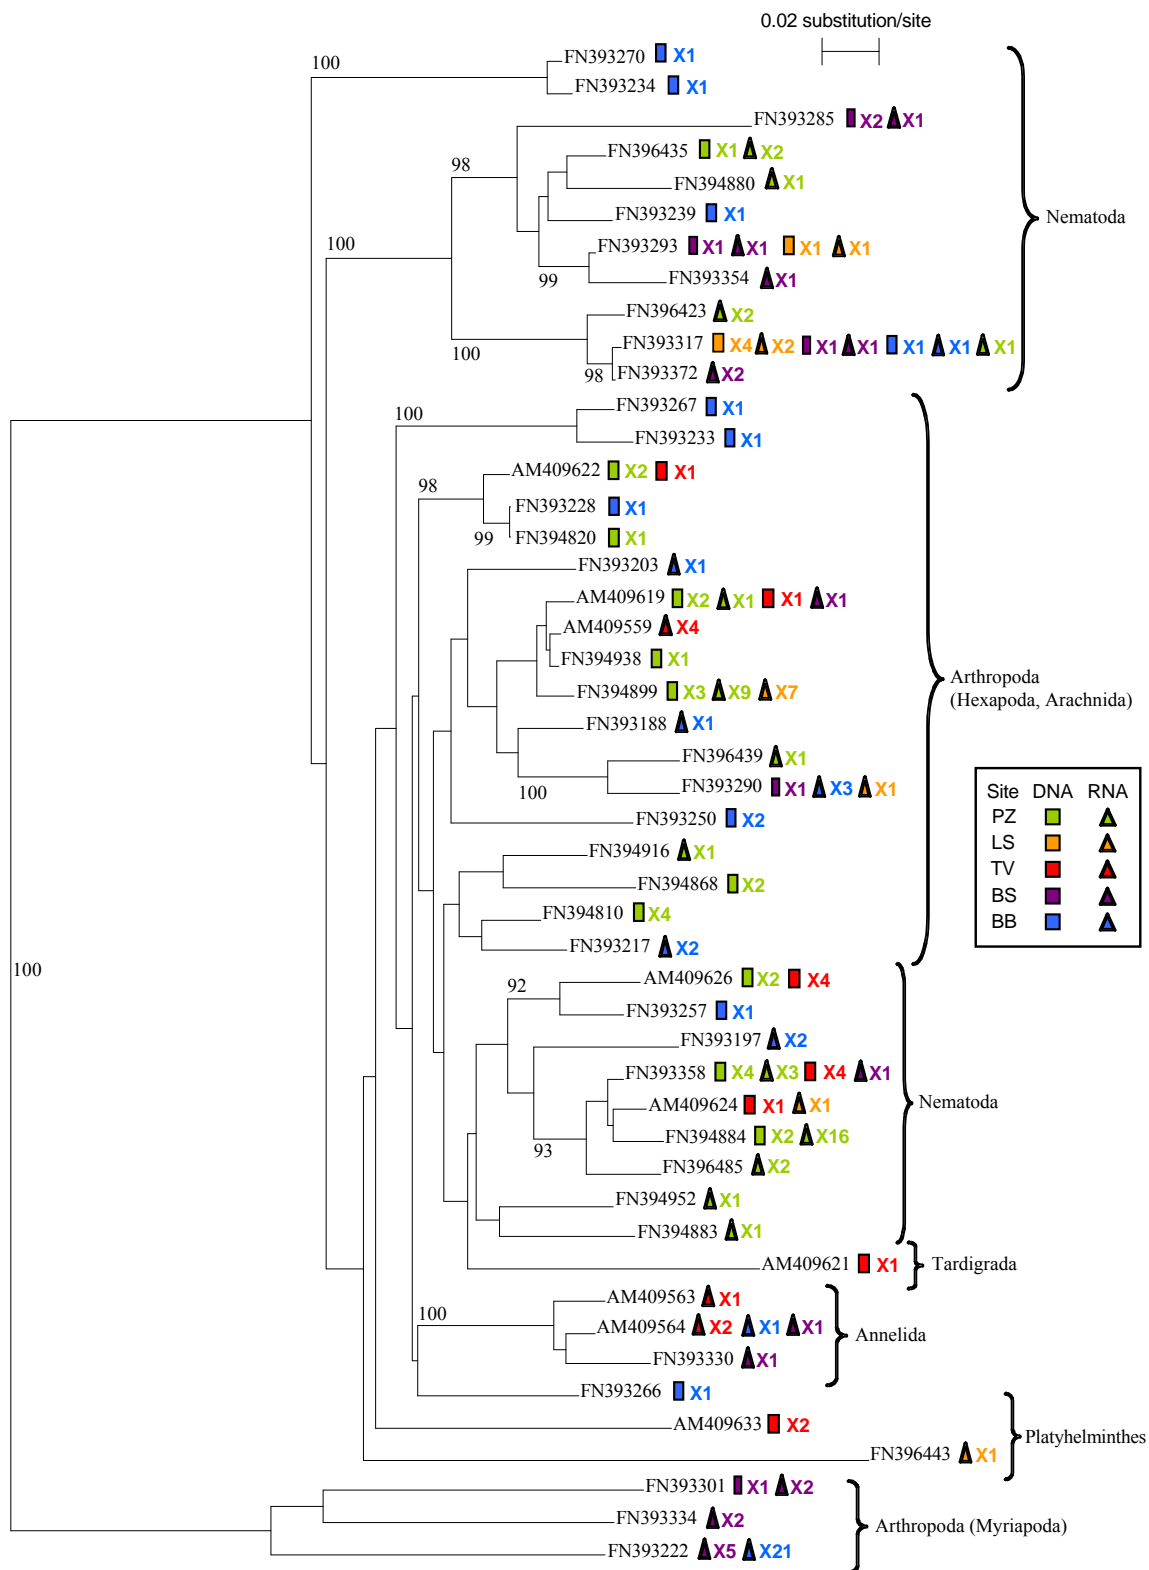 0.02 substitution/site
FN393270 X1
100
FN393234 X1
FN393285 X2 X1
FN396435 X1 X2
98
FN394880 X1
FN393239 X1
Nematoda
100
FN393293 X1 X1 X1 X1
99
FN393354 X1
FN396423 X2
FN393317 X4 X2 X1 X1 X1 X1 X1
100
98
FN393372 X2
FN393267 X1
100
FN393233 X1
AM409622 X2 X1
98
FN393228 X1
99
FN394820 X1
FN393203 X1
AM409619 X2 X1 X1 X1
AM409559 X4
FN394938 X1
Arthropoda
(Hexapoda, Arachnida)
FN394899 X3 X9 X7
FN393188 X1
FN396439 X1
FN393290 X1 X3 X1
100
Site DNA RNA
PZ
LS
TV
BS
BB
FN393250 X2
FN394916 X1
FN394868 X2
FN394810 X4
FN393217 X2
100
AM409626 X2 X4
92
FN393257 X1
FN393197 X2
FN393358 X4 X3 X4 X1
Nematoda
AM409624 X1 X1
FN394884 X2 X16
93
FN396485 X2
FN394952 X1
FN394883 X1
AM409621 X1
Tardigrada
AM409563 X1
100
AM409564 X2 X1 X1
Annelida
FN393330 X1
FN393266 X1
AM409633 X2
Platyhelminthes
FN396443 X1
FN393301 X1 X2
FN393334 X2
Arthropoda (Myriapoda)
FN393222 X5 X21